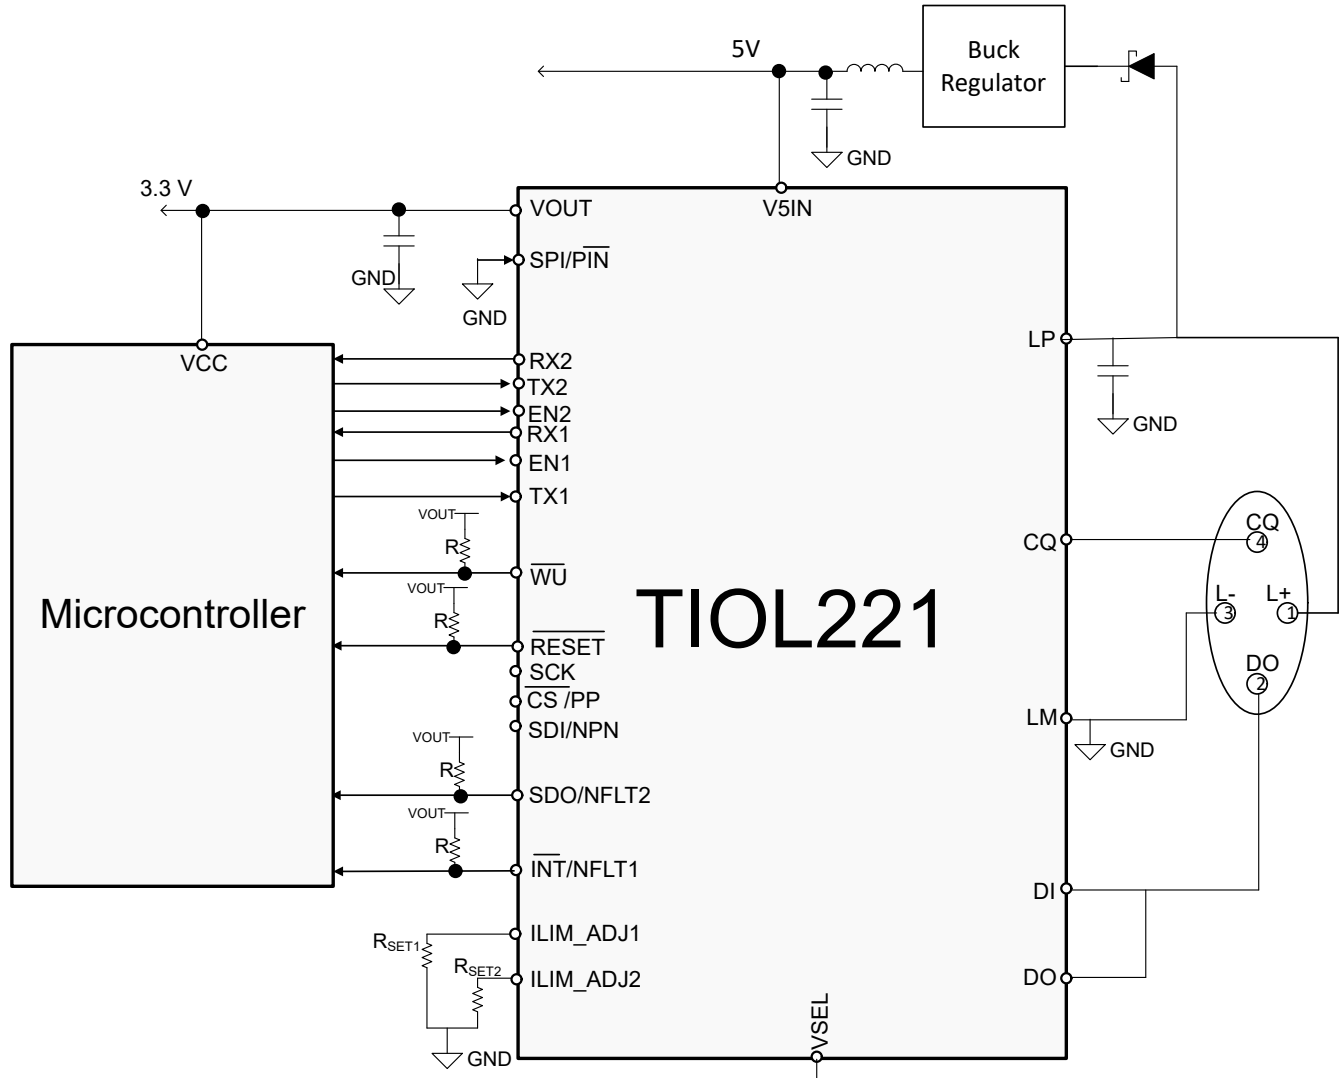 5V
Buck
Regulator
GND
3.3 V
VOUT
V5IN
SPI/PIN
GND
GND
LP
VCC
RX2
TX2
EN2
RX1
EN1
TX1
GND
VOUT
R
CQ
CQ
4
WU
VOUT
R
Microcontroller
TIOL221
L-
L+
3
1
RESET
SCK
CS/PP
SDI/NPN
DO
2
LM
GND
VOUT
R
SDO/NFLT2
VOUT
R
INT/NFLT1
DI
RSET1
ILIM_ADJ1
RSET2
ILIM_ADJ2
DO
VSEL
GND